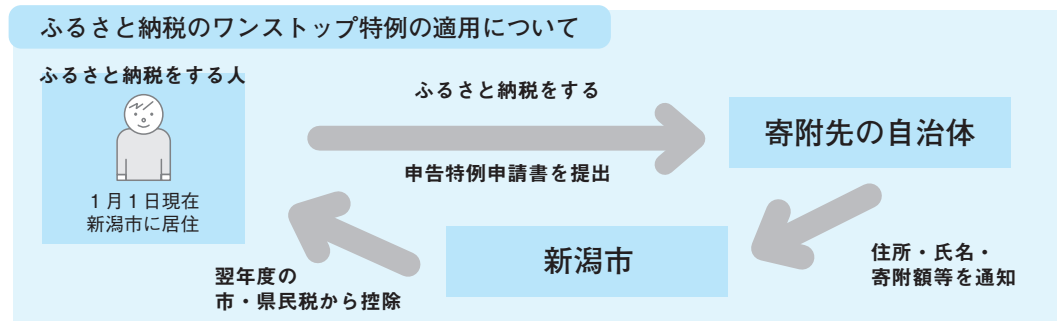 ふるさと納税のワンストップ特例の適用について
ふるさと納税をする人
１月１日現在
新潟市に居住
ふるさと納税をする
申告特例申請書を提出
寄附先の自治体
住所・氏名・
寄附額等を通知
新潟市
翌年度の
市・県民税から控除